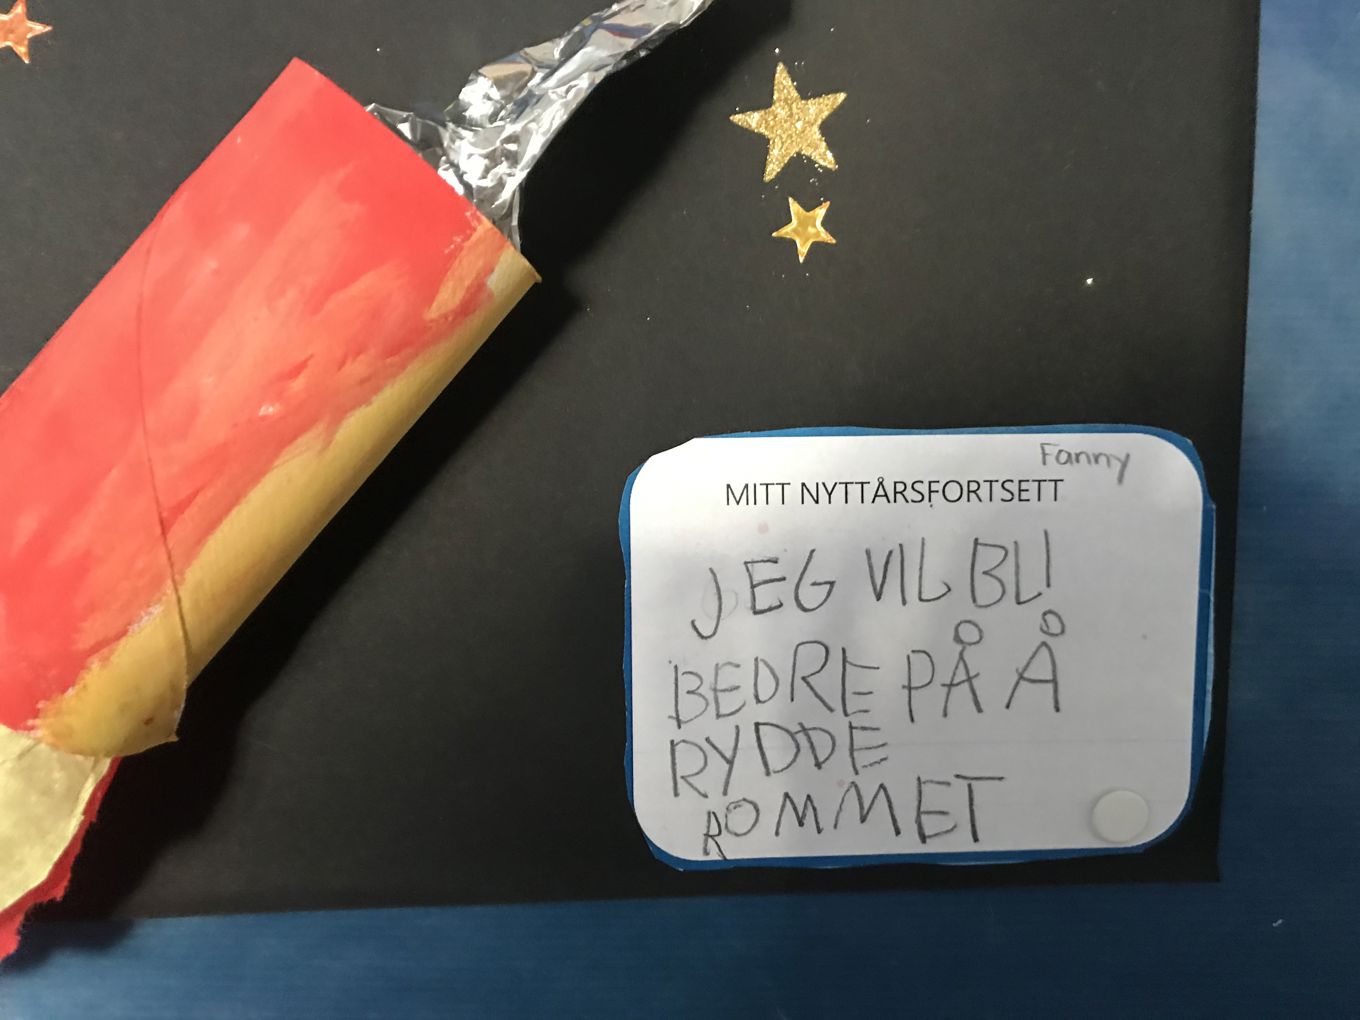 Fanny
MITT NYTTÅRSFORTSETT
JEG VIL BLI
BEDRE PÅ Å
RYDDE
ROMMET